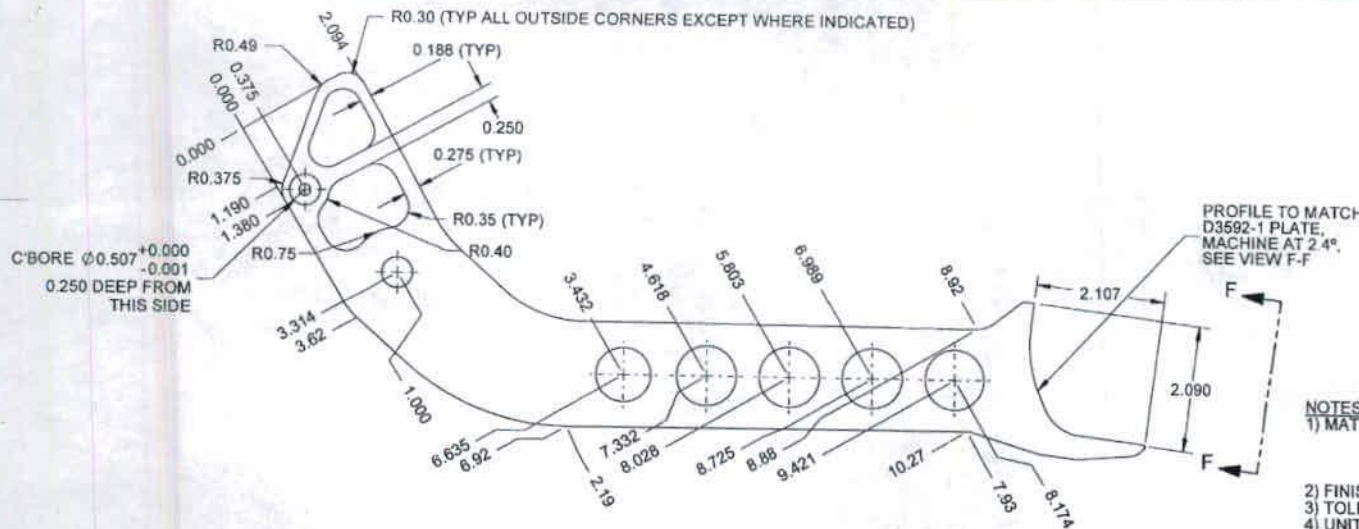 R0.30 (TYP ALL OUTSIDE CORNERS EXCEPT WHERE INDICATED)
2.094
R0.49
0.188 (TYP)
0.375
0.000
0.000
0.250
0.275 (TYP)
R0.375
1.190
1.380
R0.35 (TYP)
R0.75
R0.40
C'BORE Ø0.507 +0.000
-0.001
0.250 DEEP FROM
THIS SIDE
3.314
3.62
1.000
3.432
4.618
5.803
6.989
8.92
PROFILE TO MATCH
D3592-1 PLATE,
MACHINE AT 2.4°,
SEE VIEW F-F
F
2.107
2.090
F
6.635
6.92
2.19
7.332
8.028
8.725
8.88
9.421
10.27
7.93
8.174
NOTES
1) MAT
2) FINIS
3) TOL
4) UNIT